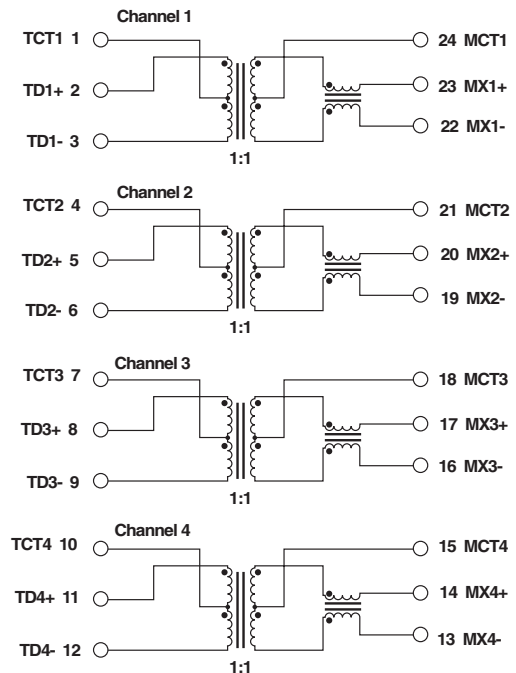 Channel 1
TCT1 1
24 MCT1
TD1+ 2
23 MX1+
22 MX1-
TD1- 3
1:1
Channel 2
TCT2 4
21 MCT2
TD2+ 5
20 MX2+
19 MX2-
TD2- 6
1:1
Channel 3
TCT3 7
18 MCT3
TD3+ 8
17 MX3+
16 MX3-
TD3- 9
1:1
Channel 4
TCT4 10
15 MCT4
TD4+ 11
14 MX4+
13 MX4-
TD4- 12
1:1